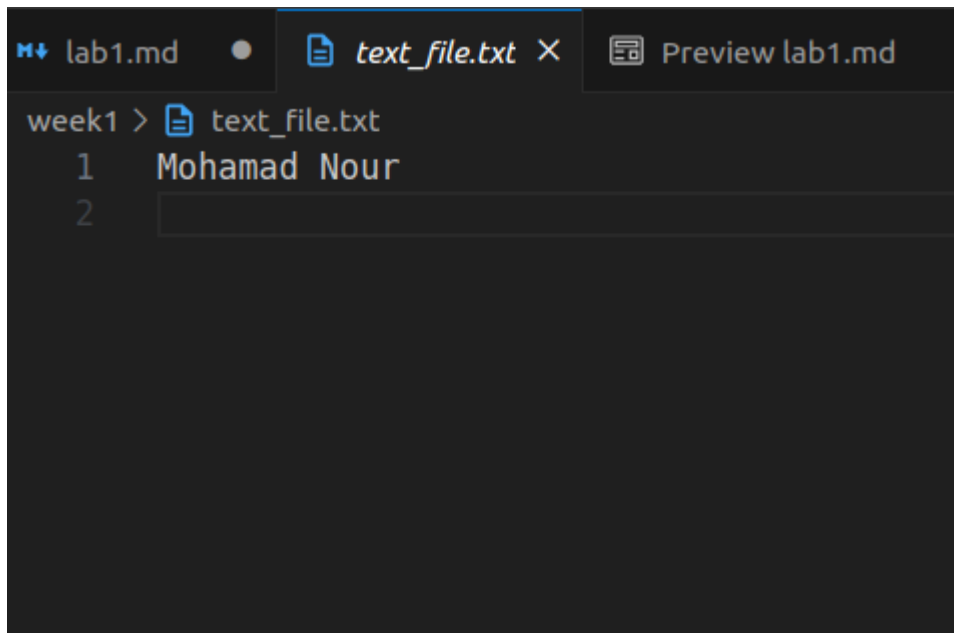 lab1.md text_file.txt Preview lab1.md
week1 > text_file.txt
1 Mohamad Nour
2